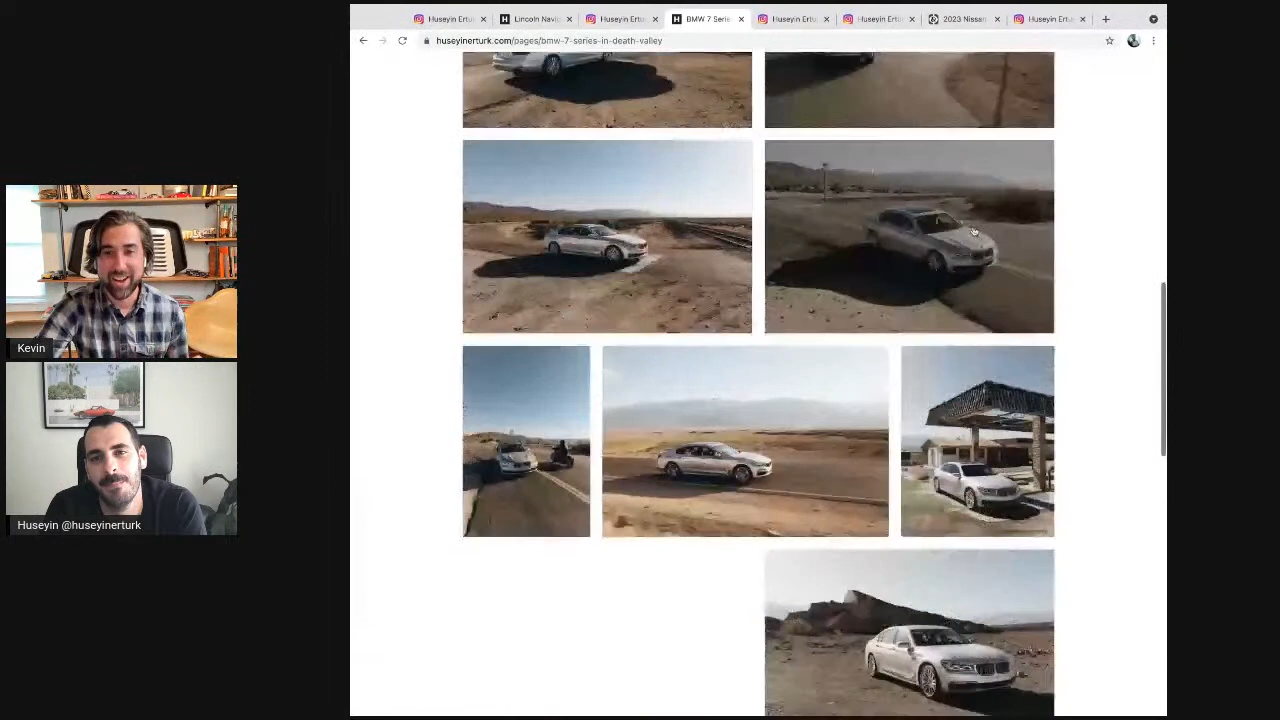 Huseyin Ertu
Lincoln Navig
Huseyin Ertu
BMW 7 Serie
Huseyin Ertu
Huseyin Ertu
2023 Nissan
Huseyin Ertu
huseyinerturk.com/pages/bmw-7-series-in-death-valley
Kevin
Huseyin @huseyinerturk